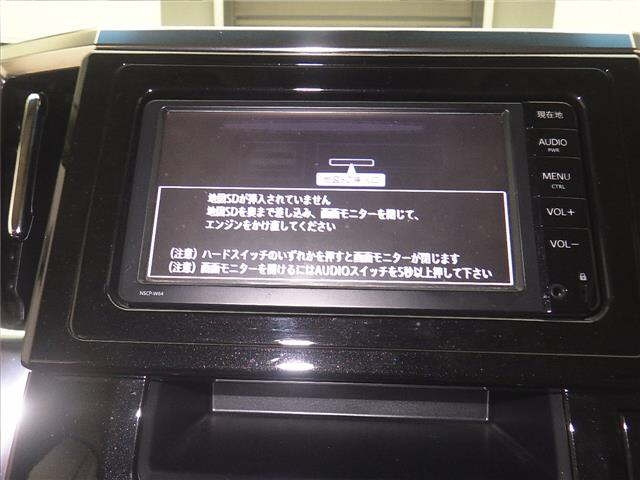 現在地
AUDIO
PWR
MENU
CTRL
VOL+
VOL−
地図SDが挿入されていません
地図SDを奥まで差し込み、画面モニターを閉じて、
エンジンをかけ直してください
(注意) ハードスイッチのいずれかを押すと画面モニターが閉じます
(注意) 画面モニターを開けるにはAUDIOスイッチを5秒以上押して下さい
NSCP-W64